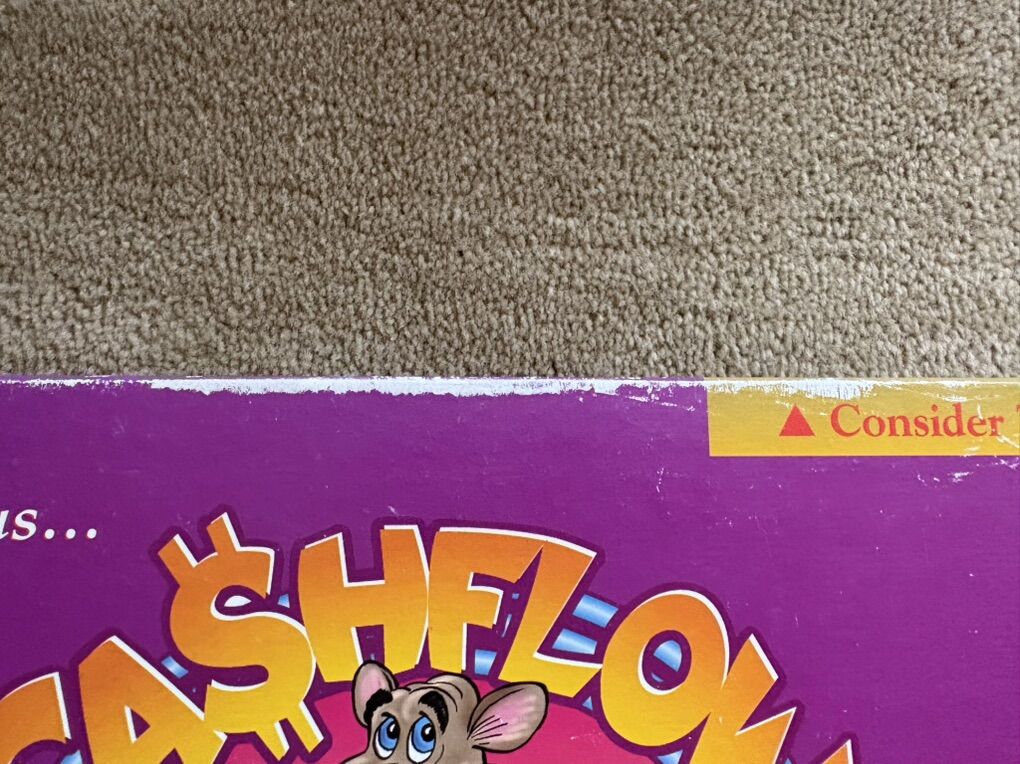 ▲ Consider
us...
CA$HFLOW